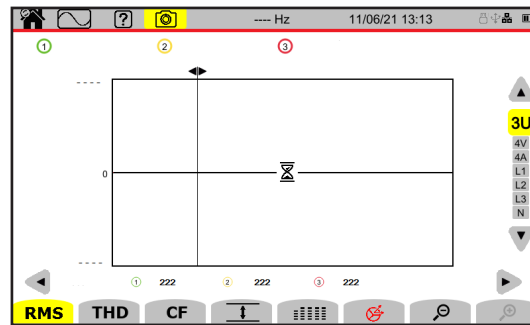 ? ---- Hz 11/06/21 13:13
1 2 3
----
3U
4V
4A
L1
L2
L3
N
0
----
1 222 2 222 3 222
RMS THD CF